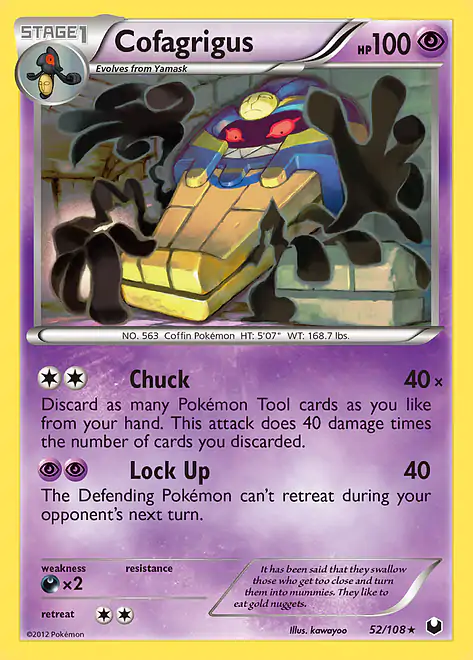 STAGE1
Cofagrigus
HP100
Evolves from Yamask
NO. 563 Coffin Pokémon HT: 5'07" WT: 168.7 lbs.
Chuck 40×
Discard as many Pokémon Tool cards as you like
from your hand. This attack does 40 damage times
the number of cards you discarded.
Lock Up 40
The Defending Pokémon can't retreat during your
opponent's next turn.
weakness resistance
×2
retreat
It has been said that they swallow
those who get too close and turn
them into mummies. They like to
eat gold nuggets.
©2012 Pokémon Illus. kawayoo 52/108★